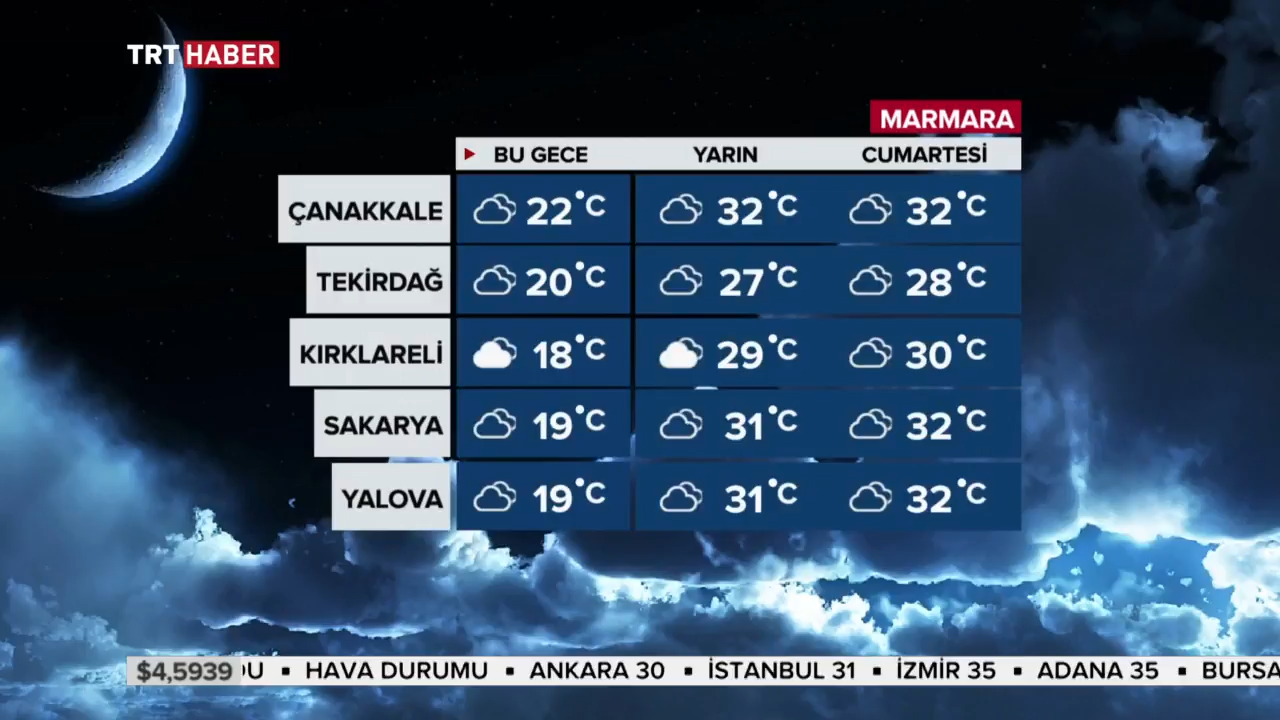 TRT HABER
MARMARA
BU GECE YARIN CUMARTESİ
ÇANAKKALE 22°C 32°C 32°C
TEKİRDAĞ 20°C 27°C 28°C
KIRKLARELİ 18°C 29°C 30°C
SAKARYA 19°C 31°C 32°C
YALOVA 19°C 31°C 32°C
$4,5939 ▪ HAVA DURUMU ▪ ANKARA 30 ▪ İSTANBUL 31 ▪ İZMİR 35 ▪ ADANA 35 ▪ BURSA